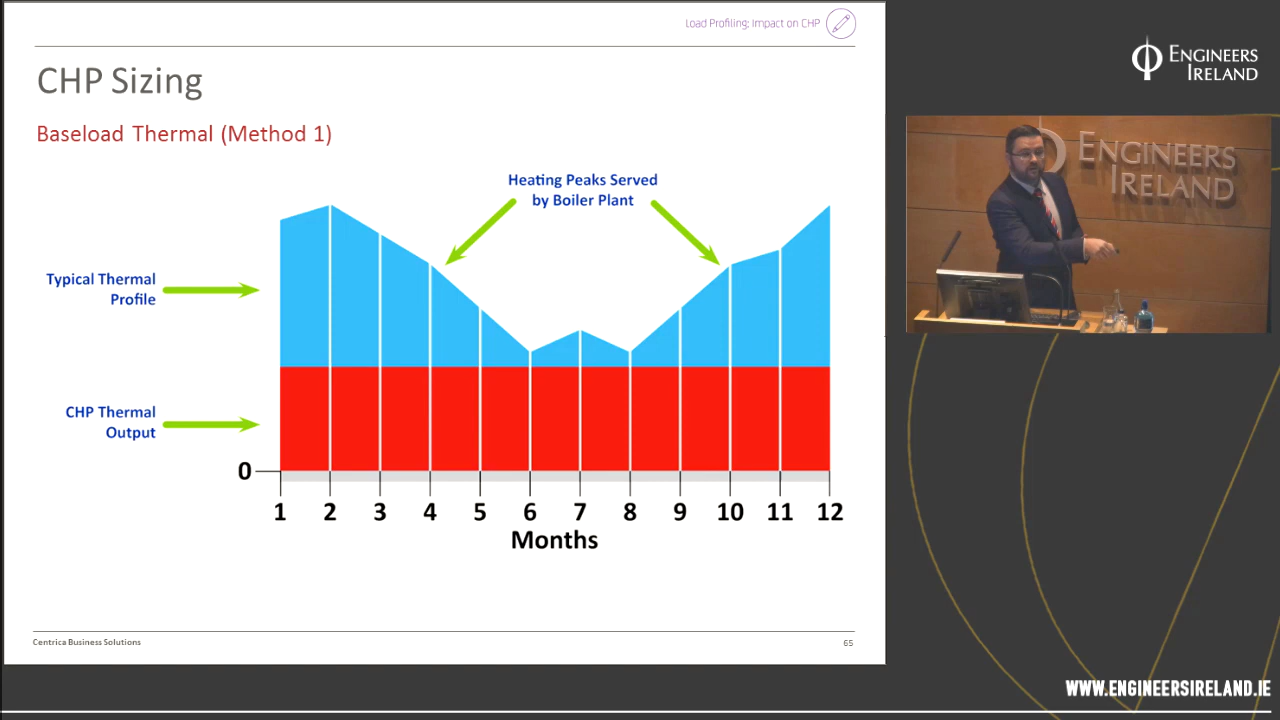 Load Profiling: Impact on CHP
CHP Sizing
Baseload Thermal (Method 1)
Heating Peaks Served
by Boiler Plant
Typical Thermal
Profile
CHP Thermal
Output
0
1 2 3 4 5 6 7 8 9 10 11 12
Months
Centrica Business Solutions
65
ENGINEERS
IRELAND
ENGINEERS
IRELAND
WWW.ENGINEERSIRELAND.IE